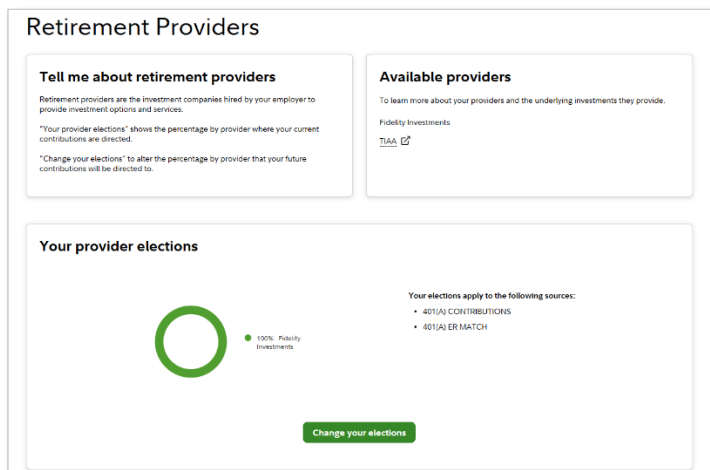 Retirement Providers
Tell me about retirement providers
Retirement providers are the investment companies hired by your employer to
provide investment options and services.
"Your provider elections" shows the percentage by provider where your current
contributions are directed.
"Change your elections" to alter the percentage by provider that your future
contributions will be directed to.
Available providers
To learn more about your providers and the underlying investments they provide.
Fidelity Investments
TIAA
Your provider elections
100% Fidelity
Investments
Your elections apply to the following sources:
• 401(A) CONTRIBUTIONS
• 401(A) ER MATCH
Change your elections